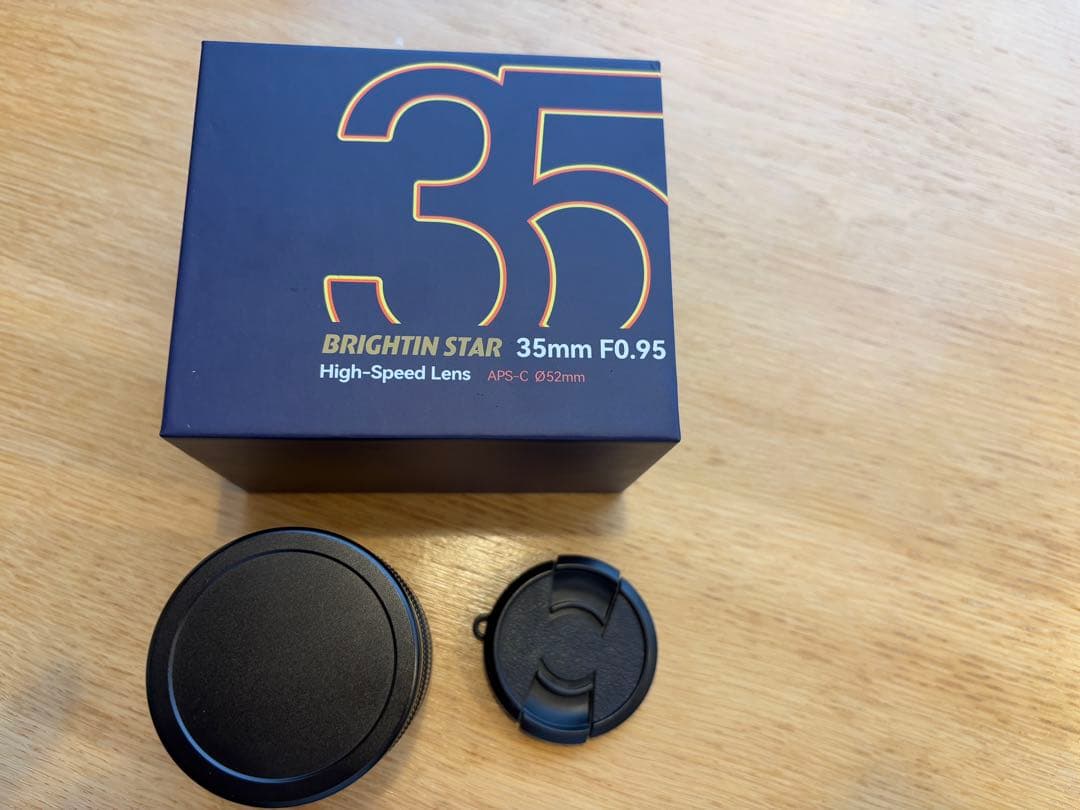 35
BRIGHTIN STAR 35mm F0.95
High-Speed Lens APS-C Ø52mm